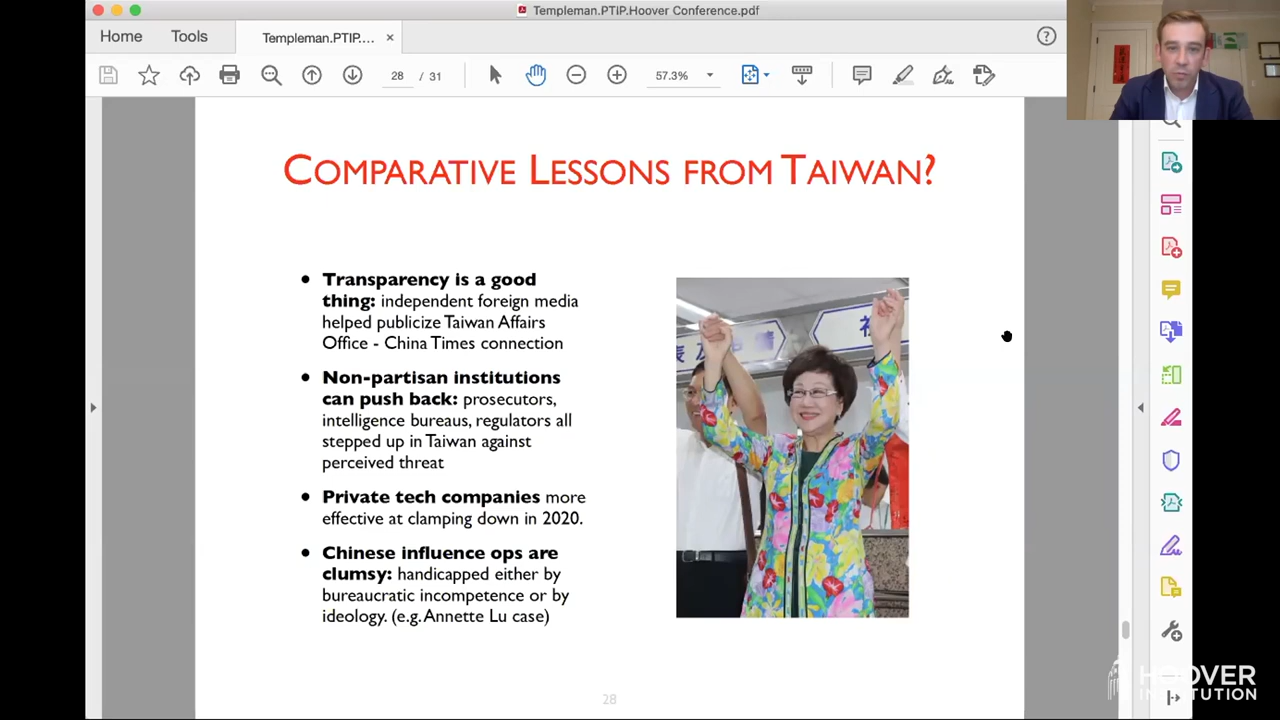 Templeman.PTIP.Hoover Conference.pdf
Home
Tools
Templeman.PTIP....
28 / 31
57.3%
COMPARATIVE LESSONS FROM TAIWAN?
• Transparency is a good
thing: independent foreign media
helped publicize Taiwan Affairs
Office - China Times connection
• Non-partisan institutions
can push back: prosecutors,
intelligence bureaus, regulators all
stepped up in Taiwan against
perceived threat
• Private tech companies more
effective at clamping down in 2020.
• Chinese influence ops are
clumsy: handicapped either by
bureaucratic incompetence or by
ideology. (e.g. Annette Lu case)
28
HOOVER
INSTITUTION